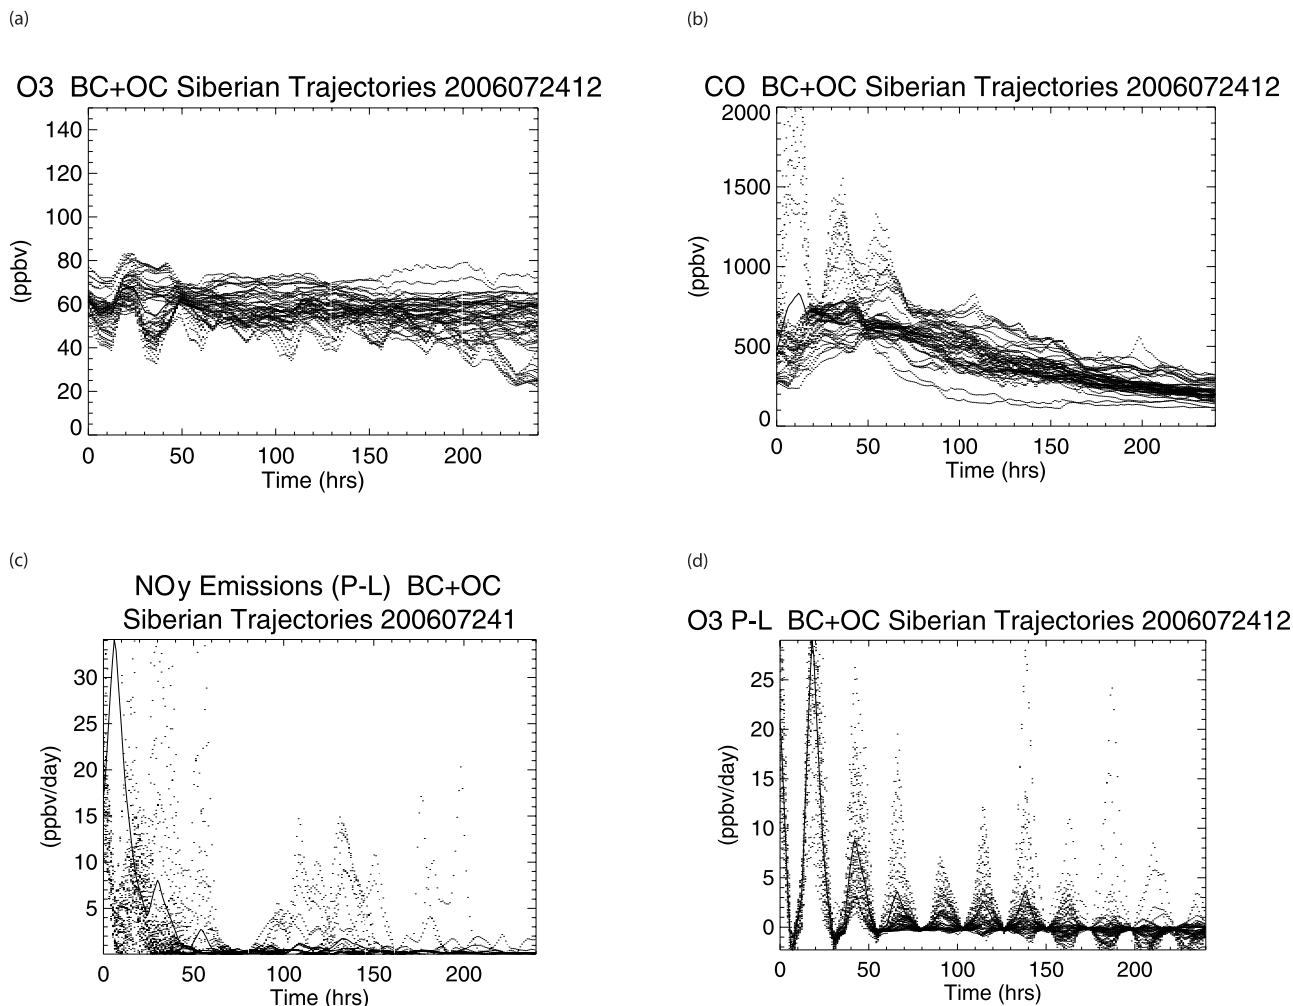 (a)
O3 BC+OC Siberian Trajectories 2006072412
140
120
100
80
60
40
20
0
(ppbv)
0 50 100 150 200
Time (hrs)
(b)
CO BC+OC Siberian Trajectories 2006072412
2000
1500
1000
500
0
(ppbv)
0 50 100 150 200
Time (hrs)
(c)
NOy Emissions (P-L) BC+OC
Siberian Trajectories 200607241
30
25
20
15
10
5
(ppbv/day)
0 50 100 150 200
Time (hrs)
(d)
O3 P-L BC+OC Siberian Trajectories 2006072412
25
20
15
10
5
0
(ppbv/day)
0 50 100 150 200
Time (hrs)